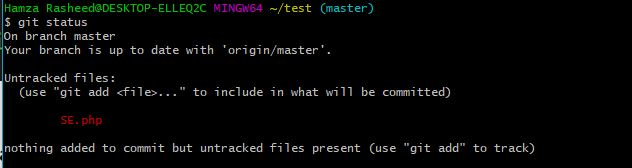 Hamza Rasheed@DESKTOP-ELLEQ2C MINGW64 ~/test (master)
$ git status
On branch master
Your branch is up to date with 'origin/master'.
Untracked files:
(use "git add <file>..." to include in what will be committed)
SE.php
nothing added to commit but untracked files present (use "git add" to track)